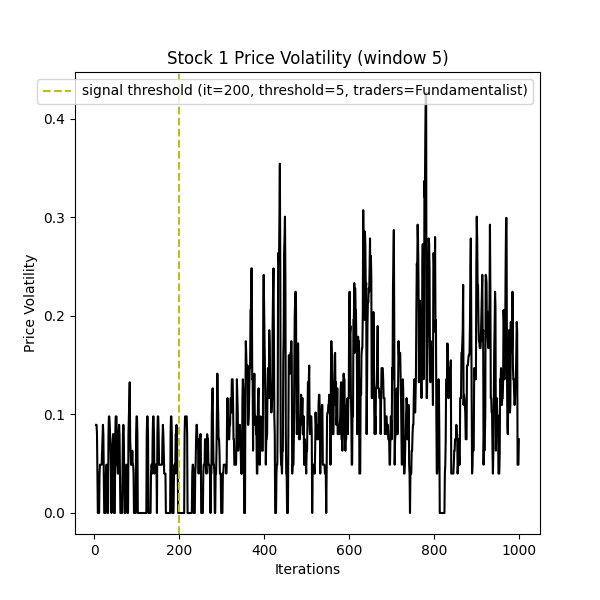 Stock 1 Price Volatility (window 5)
signal threshold (it=200, threshold=5, traders=Fundamentalist)
Price Volatility
0.4
0.3
0.2
0.1
0.0
0 200 400 600 800 1000
Iterations